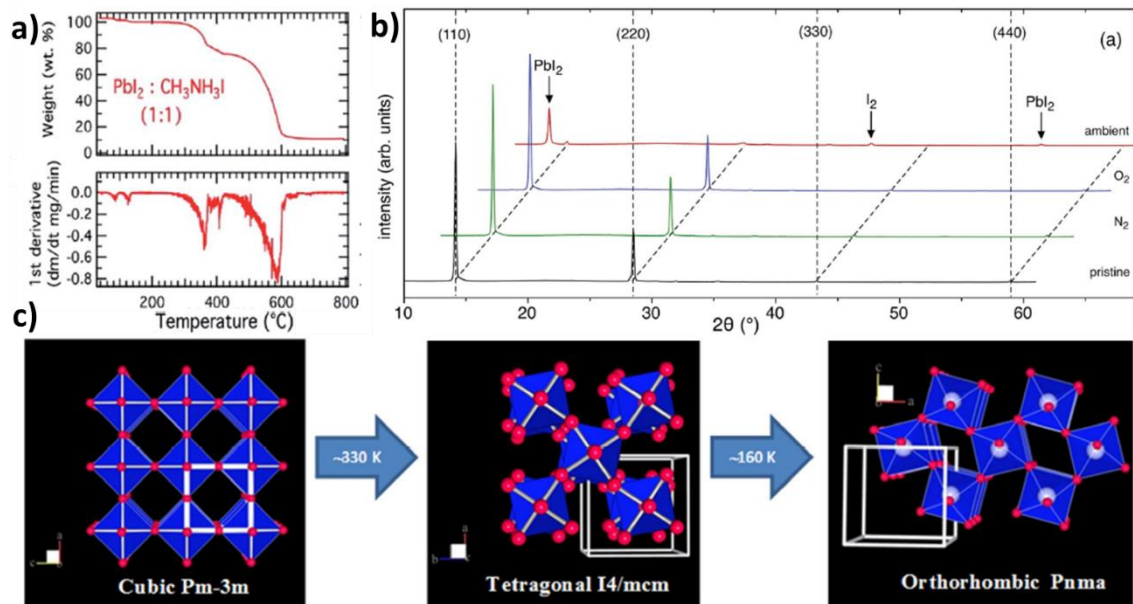 a)
Weight (wt. %)
100
80
60
40
20
0
PbI2 : CH3NH3I
(1:1)
1st derivative
(dm/dt mg/min)
0.0
-0.2
-0.4
-0.6
-0.8
200 400 600 800
Temperature (°C)
b)
(110) (220) (330) (440)
(a)
PbI2
I2
PbI2
ambient
O2
N2
pristine
intensity (arb. units)
10 20 30 40 50 60
2θ (°)
c)
c a
Cubic Pm-3m
~330 K
a
b c
Tetragonal I4/mcm
~160 K
c
b a
Orthorhombic Pnma